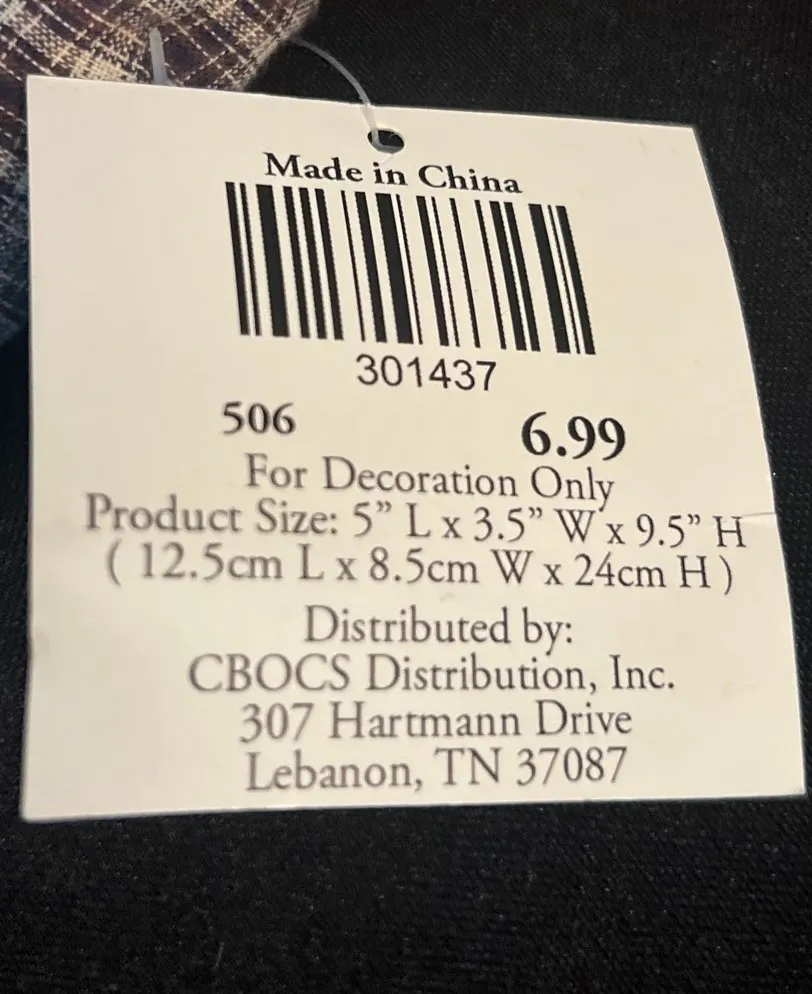 Made in China
301437
506 6.99
For Decoration Only
Product Size: 5” L x 3.5” W x 9.5” H
( 12.5cm L x 8.5cm W x 24cm H )
Distributed by:
CBOCS Distribution, Inc.
307 Hartmann Drive
Lebanon, TN 37087